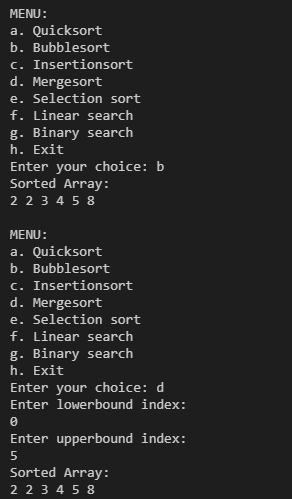 MENU:
a. Quicksort
b. Bubblesort
c. Insertionsort
d. Mergesort
e. Selection sort
f. Linear search
g. Binary search
h. Exit
Enter your choice: b
Sorted Array:
2 2 3 4 5 8
MENU:
a. Quicksort
b. Bubblesort
c. Insertionsort
d. Mergesort
e. Selection sort
f. Linear search
g. Binary search
h. Exit
Enter your choice: d
Enter lowerbound index:
0
Enter upperbound index:
5
Sorted Array:
2 2 3 4 5 8